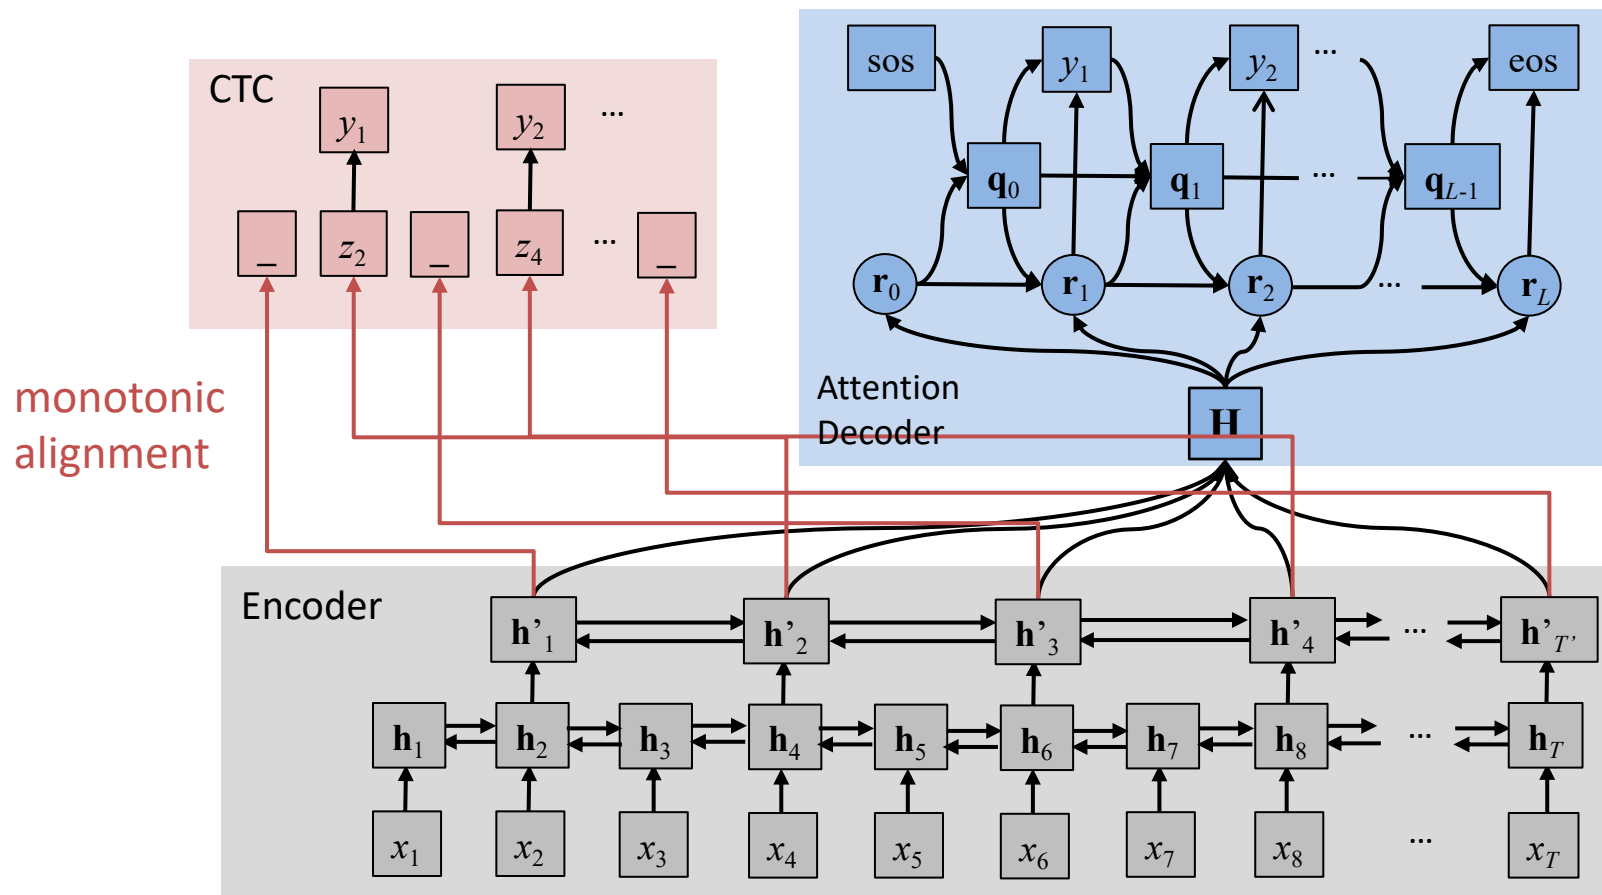 CTC
y1 y2 ...
_ z2 _ z4 ... _
monotonic
alignment
sos y1 y2 ... eos
q0 q1 ... qL-1
r0 r1 r2 ... rL
Attention
Decoder
H
Encoder
h’1 h’2 h’3 h’4 ... h’T’
h1 h2 h3 h4 h5 h6 h7 h8 ... hT
x1 x2 x3 x4 x5 x6 x7 x8 ... xT